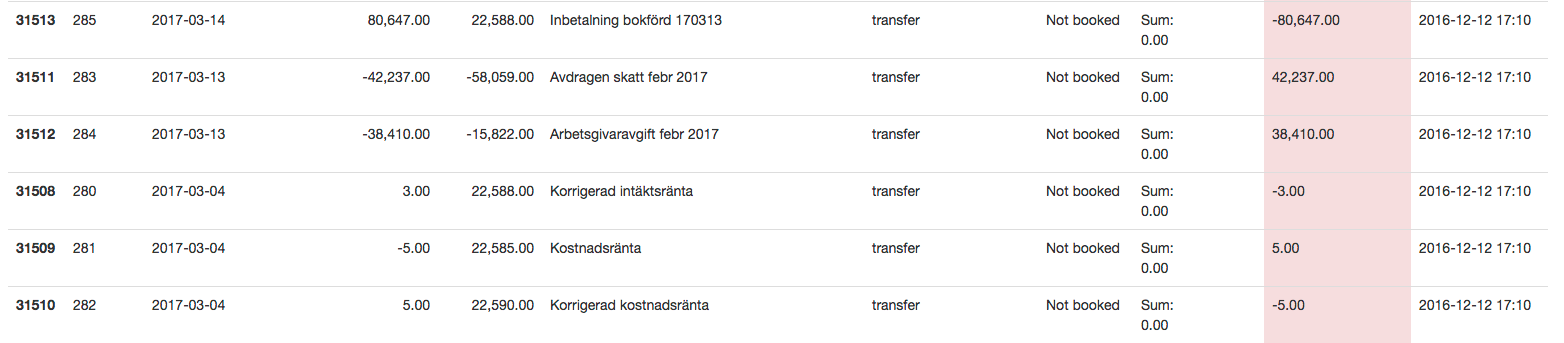 31513 285 2017-03-14 80,647.00 22,588.00 Inbetalning bokförd 170313 transfer Not booked Sum: -80,647.00 2016-12-12 17:10
0.00
31511 283 2017-03-13 -42,237.00 -58,059.00 Avdragen skatt febr 2017 transfer Not booked Sum: 42,237.00 2016-12-12 17:10
0.00
31512 284 2017-03-13 -38,410.00 -15,822.00 Arbetsgivaravgift febr 2017 transfer Not booked Sum: 38,410.00 2016-12-12 17:10
0.00
31508 280 2017-03-04 3.00 22,588.00 Korrigerad intäktsränta transfer Not booked Sum: -3.00 2016-12-12 17:10
0.00
31509 281 2017-03-04 -5.00 22,585.00 Kostnadsränta transfer Not booked Sum: 5.00 2016-12-12 17:10
0.00
31510 282 2017-03-04 5.00 22,590.00 Korrigerad kostnadsränta transfer Not booked Sum: -5.00 2016-12-12 17:10
0.00